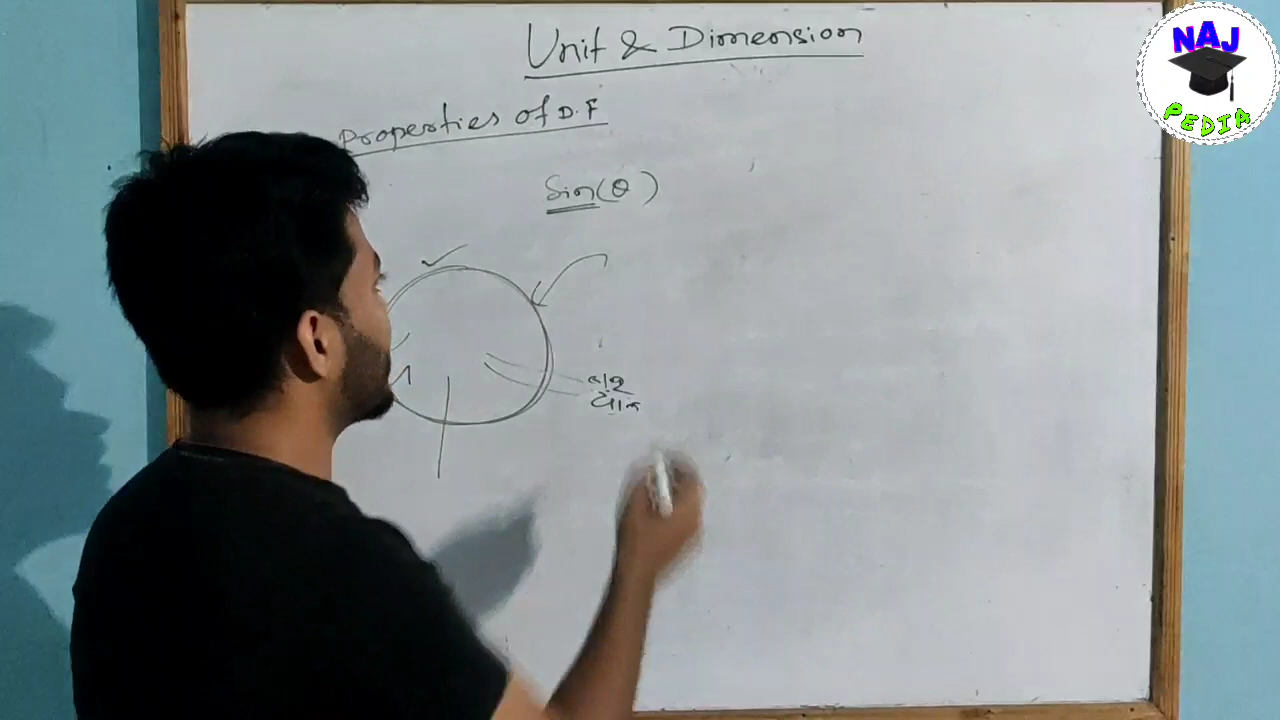 Unit & Dimension
NAJ
PEDIA
Properties of D.F
Sin(θ)